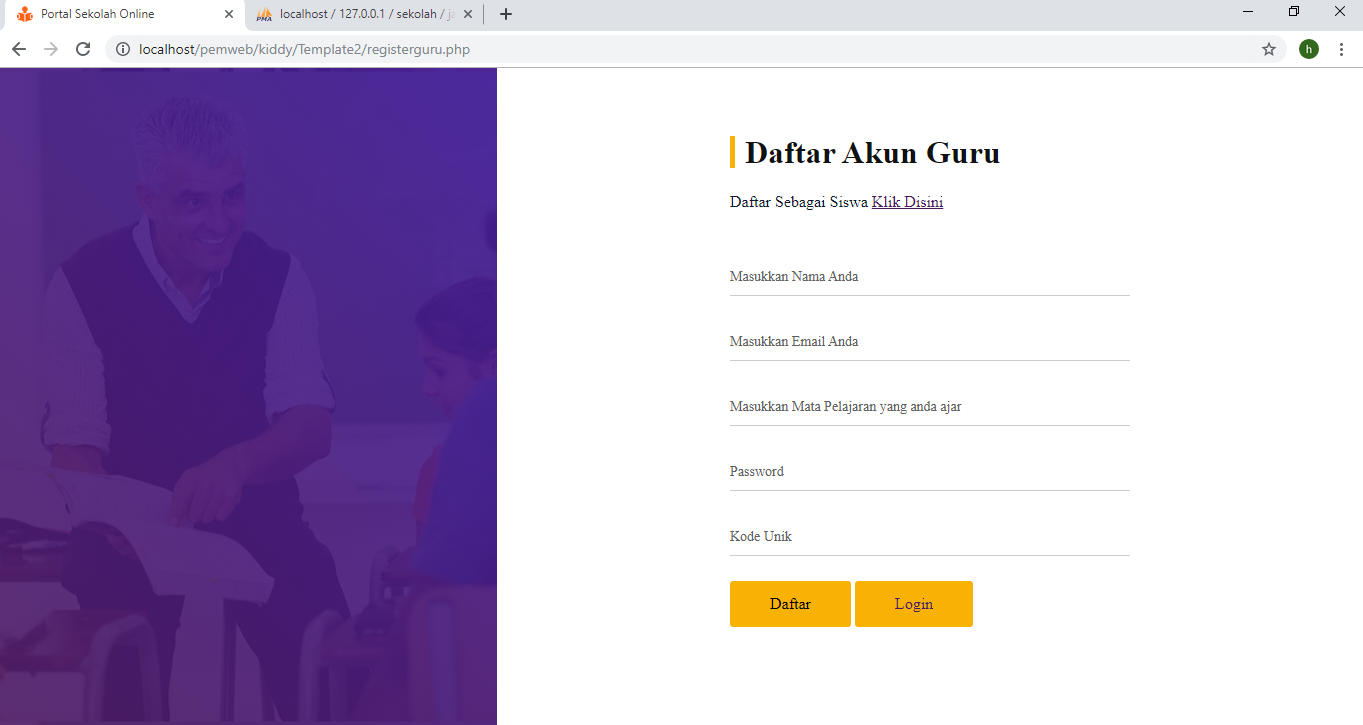 Portal Sekolah Online
localhost / 127.0.0.1 / sekolah / ja
localhost/pemweb/kiddy/Template2/registerguru.php
h
Daftar Akun Guru
Daftar Sebagai Siswa Klik Disini
Masukkan Nama Anda
Masukkan Email Anda
Masukkan Mata Pelajaran yang anda ajar
Password
Kode Unik
Daftar Login